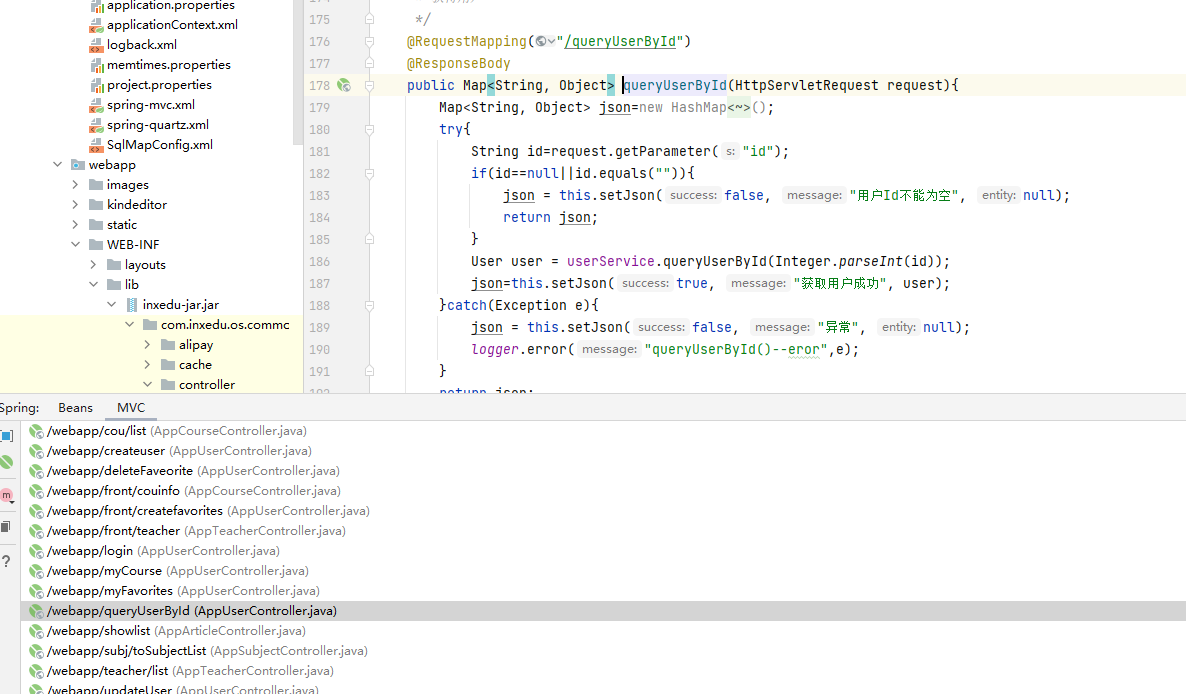 application.properties
applicationContext.xml
logback.xml
memtimes.properties
project.properties
spring-mvc.xml
spring-quartz.xml
SqlMapConfig.xml
webapp
images
kindeditor
static
WEB-INF
layouts
lib
inxedu-jar.jar
com.inxedu.os.commc
alipay
cache
controller
175 */
176 @RequestMapping("/queryUserById")
177 @ResponseBody
178 public Map<String, Object> queryUserById(HttpServletRequest request){
179 Map<String, Object> json=new HashMap<~>();
180 try{
181 String id=request.getParameter( s: "id");
182 if(id==null||id.equals("")){
183 json = this.setJson( success: false, message: "用户Id不能为空", entity: null);
184 return json;
185 }
186 User user = userService.queryUserById(Integer.parseInt(id));
187 json=this.setJson( success: true, message: "获取用户成功", user);
188 }catch(Exception e){
189 json = this.setJson( success: false, message: "异常", entity: null);
190 logger.error( message: "queryUserById()--eror",e);
191 }
192 return json;
Spring: Beans MVC
/webapp/cou/list (AppCourseController.java)
/webapp/createuser (AppUserController.java)
/webapp/deleteFaveorite (AppUserController.java)
/webapp/front/couinfo (AppCourseController.java)
/webapp/front/createfavorites (AppUserController.java)
/webapp/front/teacher (AppTeacherController.java)
/webapp/login (AppUserController.java)
/webapp/myCourse (AppUserController.java)
/webapp/myFavorites (AppUserController.java)
/webapp/queryUserById (AppUserController.java)
/webapp/showlist (AppArticleController.java)
/webapp/subj/toSubjectList (AppSubjectController.java)
/webapp/teacher/list (AppTeacherController.java)
/webapp/updateUser (AppUserController.java)